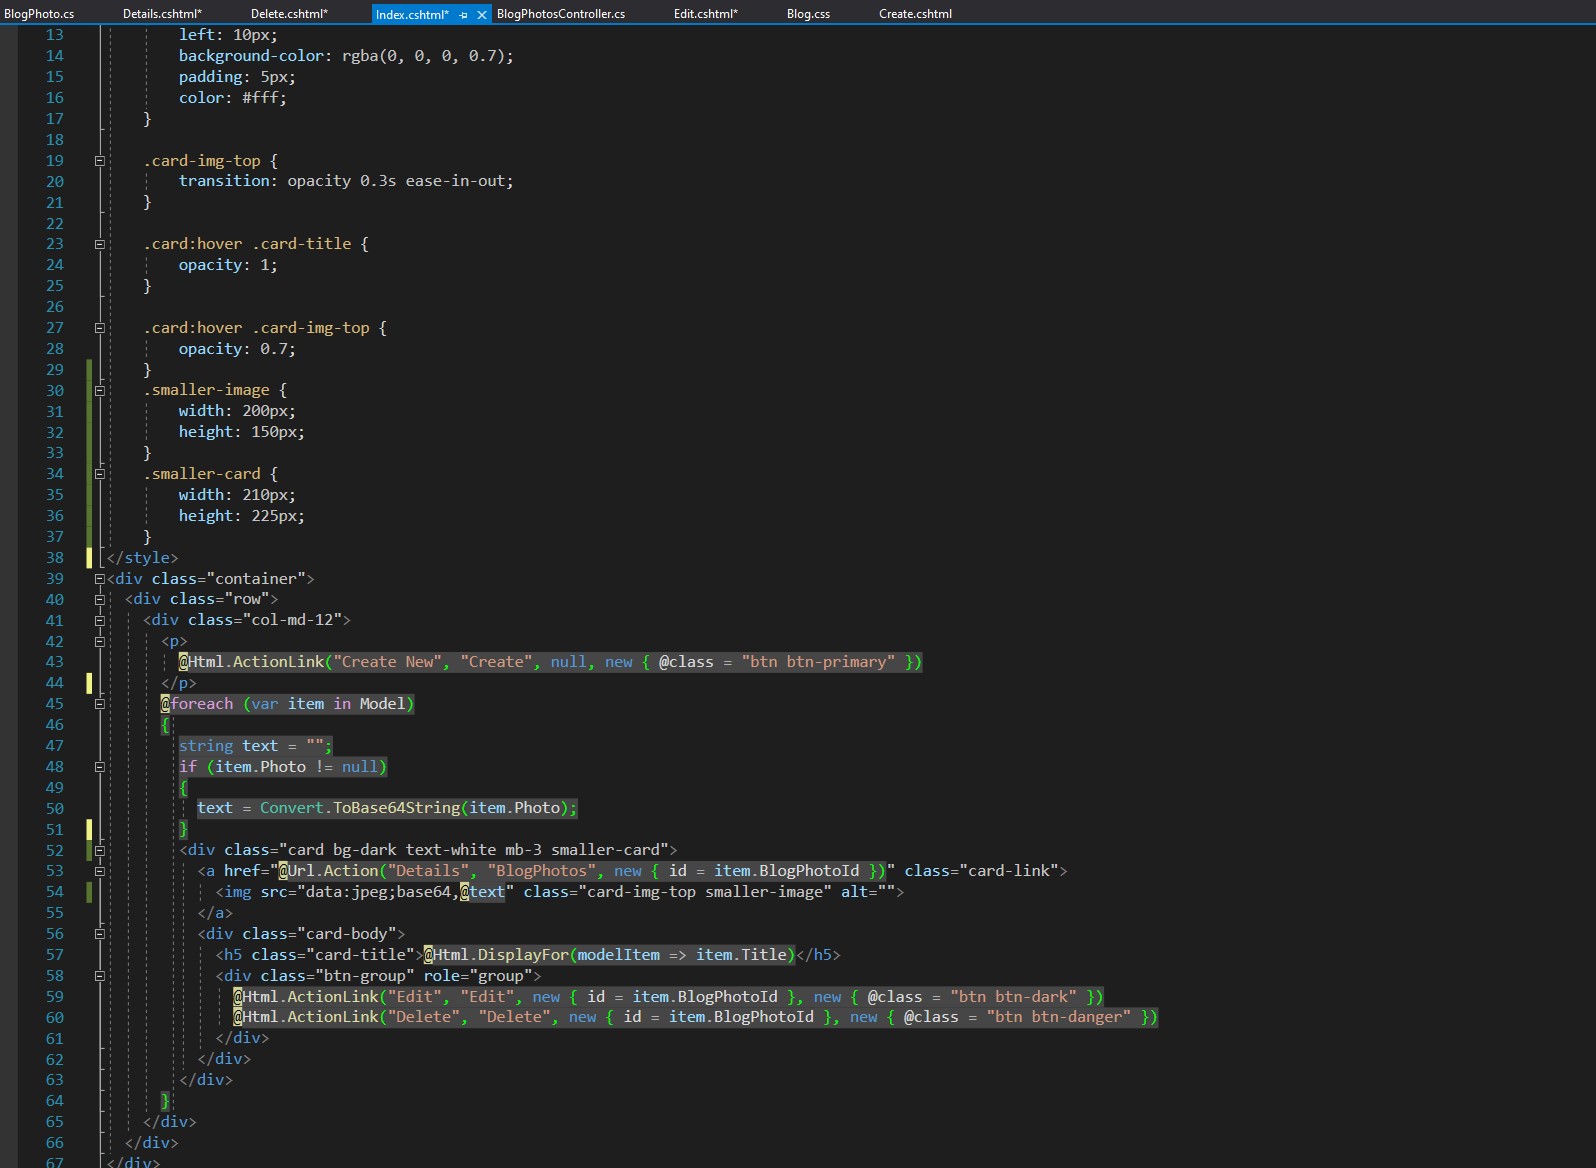 BlogPhoto.cs Details.cshtml* Delete.cshtml* Index.cshtml* BlogPhotosController.cs Edit.cshtml* Blog.css Create.cshtml
13 left: 10px;
14 background-color: rgba(0, 0, 0, 0.7);
15 padding: 5px;
16 color: #fff;
17 }
18
19 .card-img-top {
20 transition: opacity 0.3s ease-in-out;
21 }
22
23 .card:hover .card-title {
24 opacity: 1;
25 }
26
27 .card:hover .card-img-top {
28 opacity: 0.7;
29 }
30 .smaller-image {
31 width: 200px;
32 height: 150px;
33 }
34 .smaller-card {
35 width: 210px;
36 height: 225px;
37 }
38 </style>
39 <div class="container">
40 <div class="row">
41 <div class="col-md-12">
42 <p>
43 @Html.ActionLink("Create New", "Create", null, new { @class = "btn btn-primary" })
44 </p>
45 @foreach (var item in Model)
46 {
47 string text = "";
48 if (item.Photo != null)
49 {
50 text = Convert.ToBase64String(item.Photo);
51 }
52 <div class="card bg-dark text-white mb-3 smaller-card">
53 <a href="@Url.Action("Details", "BlogPhotos", new { id = item.BlogPhotoId })" class="card-link">
54 <img src="data:jpeg;base64,@text" class="card-img-top smaller-image" alt="">
55 </a>
56 <div class="card-body">
57 <h5 class="card-title">@Html.DisplayFor(modelItem => item.Title)</h5>
58 <div class="btn-group" role="group">
59 @Html.ActionLink("Edit", "Edit", new { id = item.BlogPhotoId }, new { @class = "btn btn-dark" })
60 @Html.ActionLink("Delete", "Delete", new { id = item.BlogPhotoId }, new { @class = "btn btn-danger" })
61 </div>
62 </div>
63 </div>
64 }
65 </div>
66 </div>
67 </div>